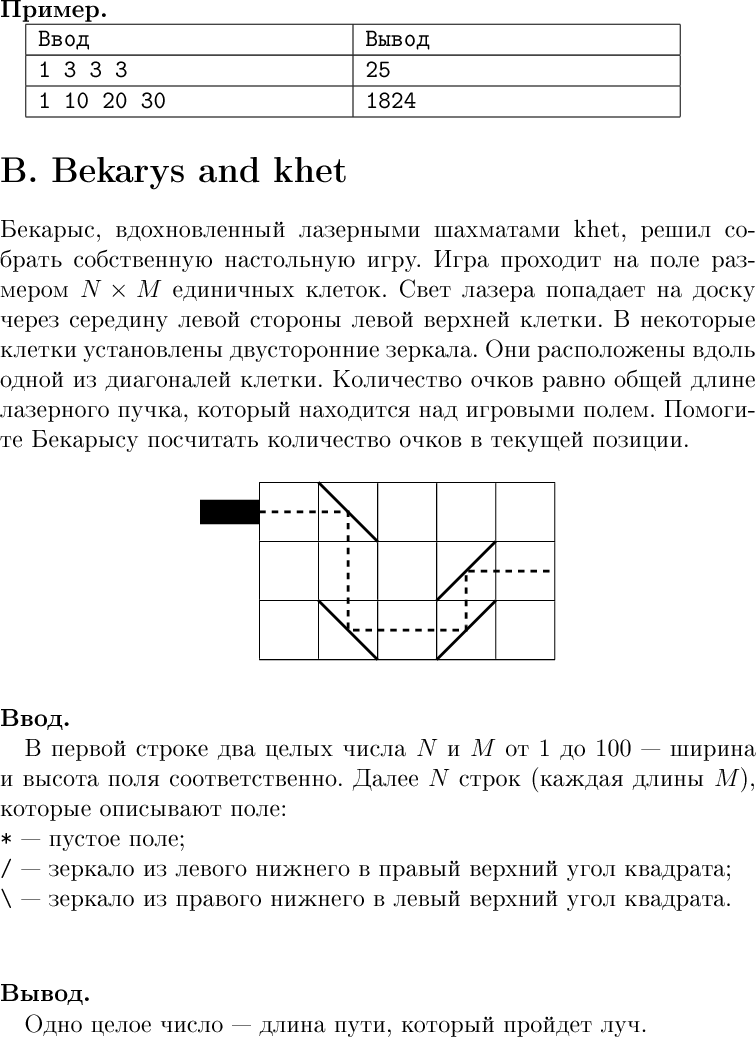 Пример.
Ввод Вывод
1 3 3 3 25
1 10 20 30 1824
B. Bekarys and khet
Бекарыс, вдохновленный лазерными шахматами khet, решил со-
брать собственную настольную игру. Игра проходит на поле раз-
мером N × M единичных клеток. Свет лазера попадает на доску
через середину левой стороны левой верхней клетки. В некоторые
клетки установлены двусторонние зеркала. Они расположены вдоль
одной из диагоналей клетки. Количество очков равно общей длине
лазерного пучка, который находится над игровыми полем. Помоги-
те Бекарысу посчитать количество очков в текущей позиции.
Ввод.
В первой строке два целых числа N и M от 1 до 100 — ширина
и высота поля соответственно. Далее N строк (каждая длины M),
которые описывают поле:
* — пустое поле;
/ — зеркало из левого нижнего в правый верхний угол квадрата;
\ — зеркало из правого нижнего в левый верхний угол квадрата.
Вывод.
Одно целое число — длина пути, который пройдет луч.